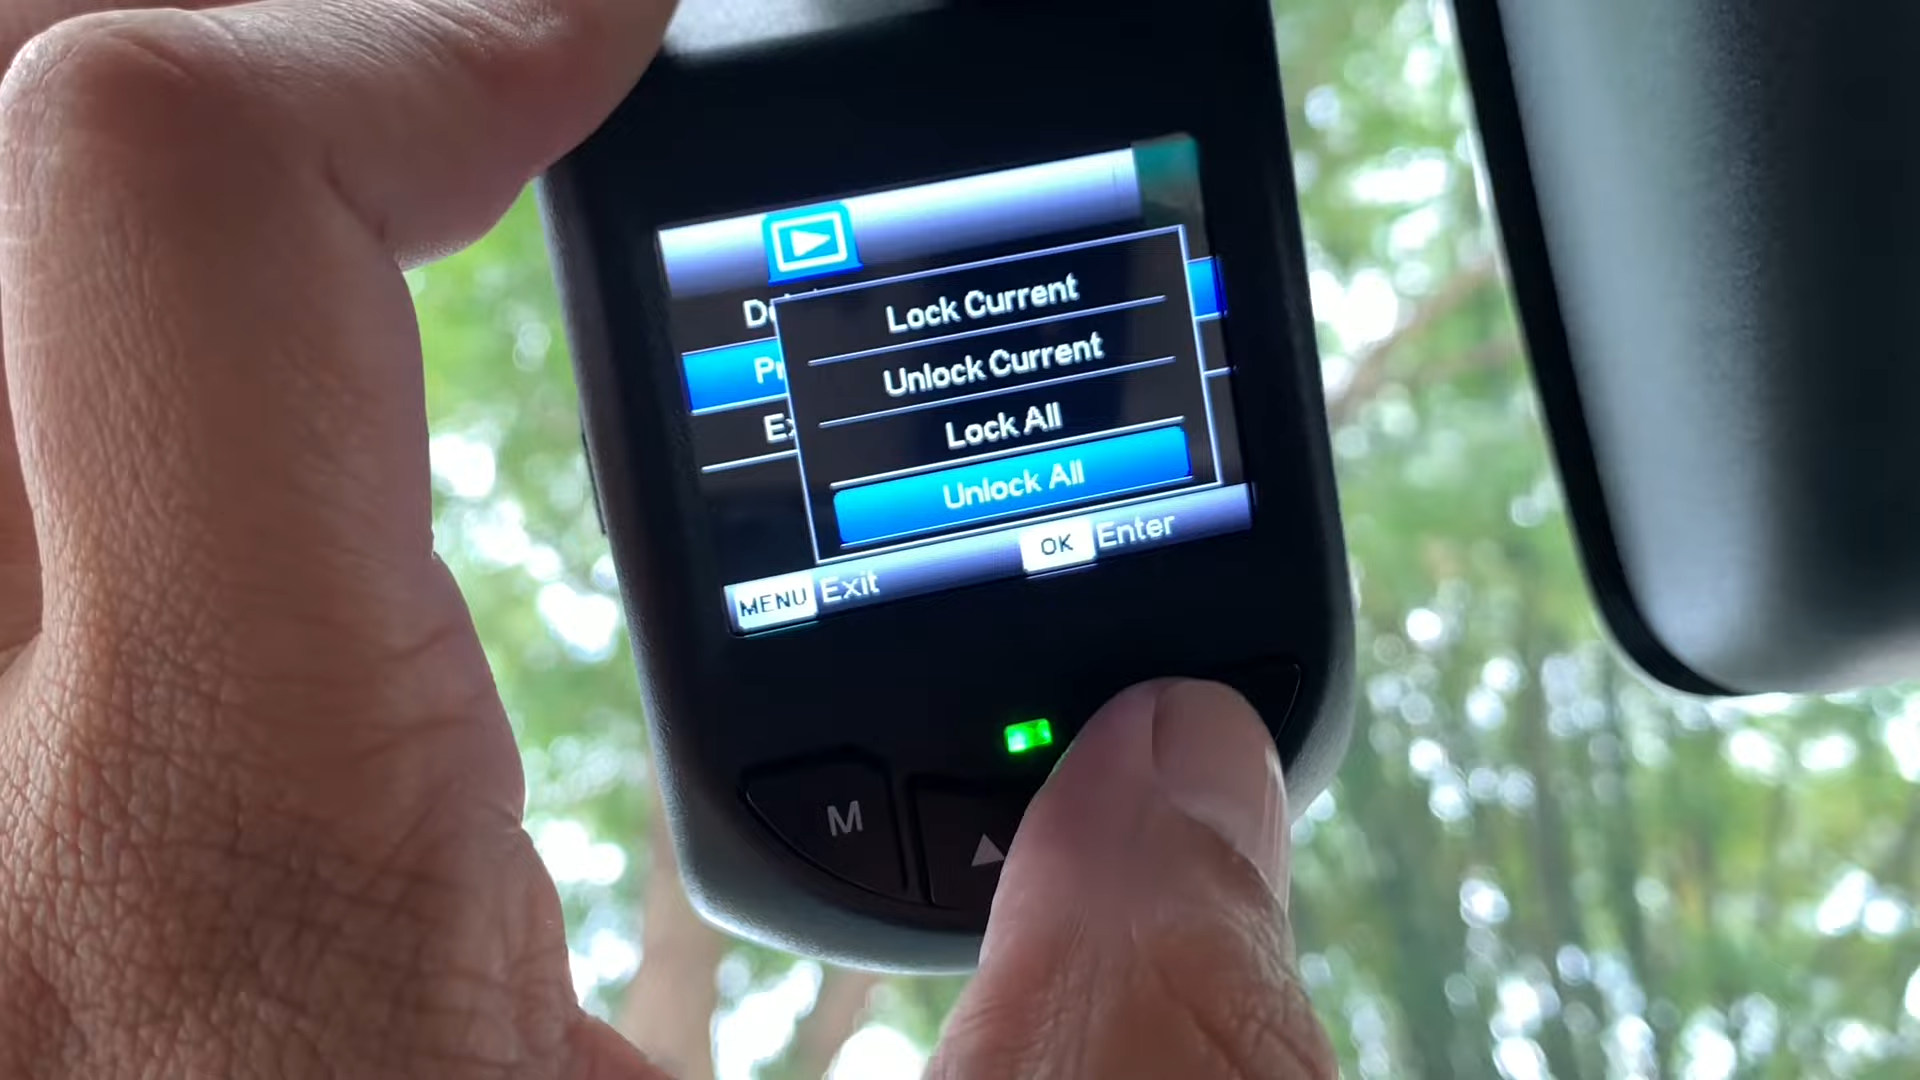 Lock Current
Unlock Current
Lock All
Unlock All
OK Enter
MENU Exit
M